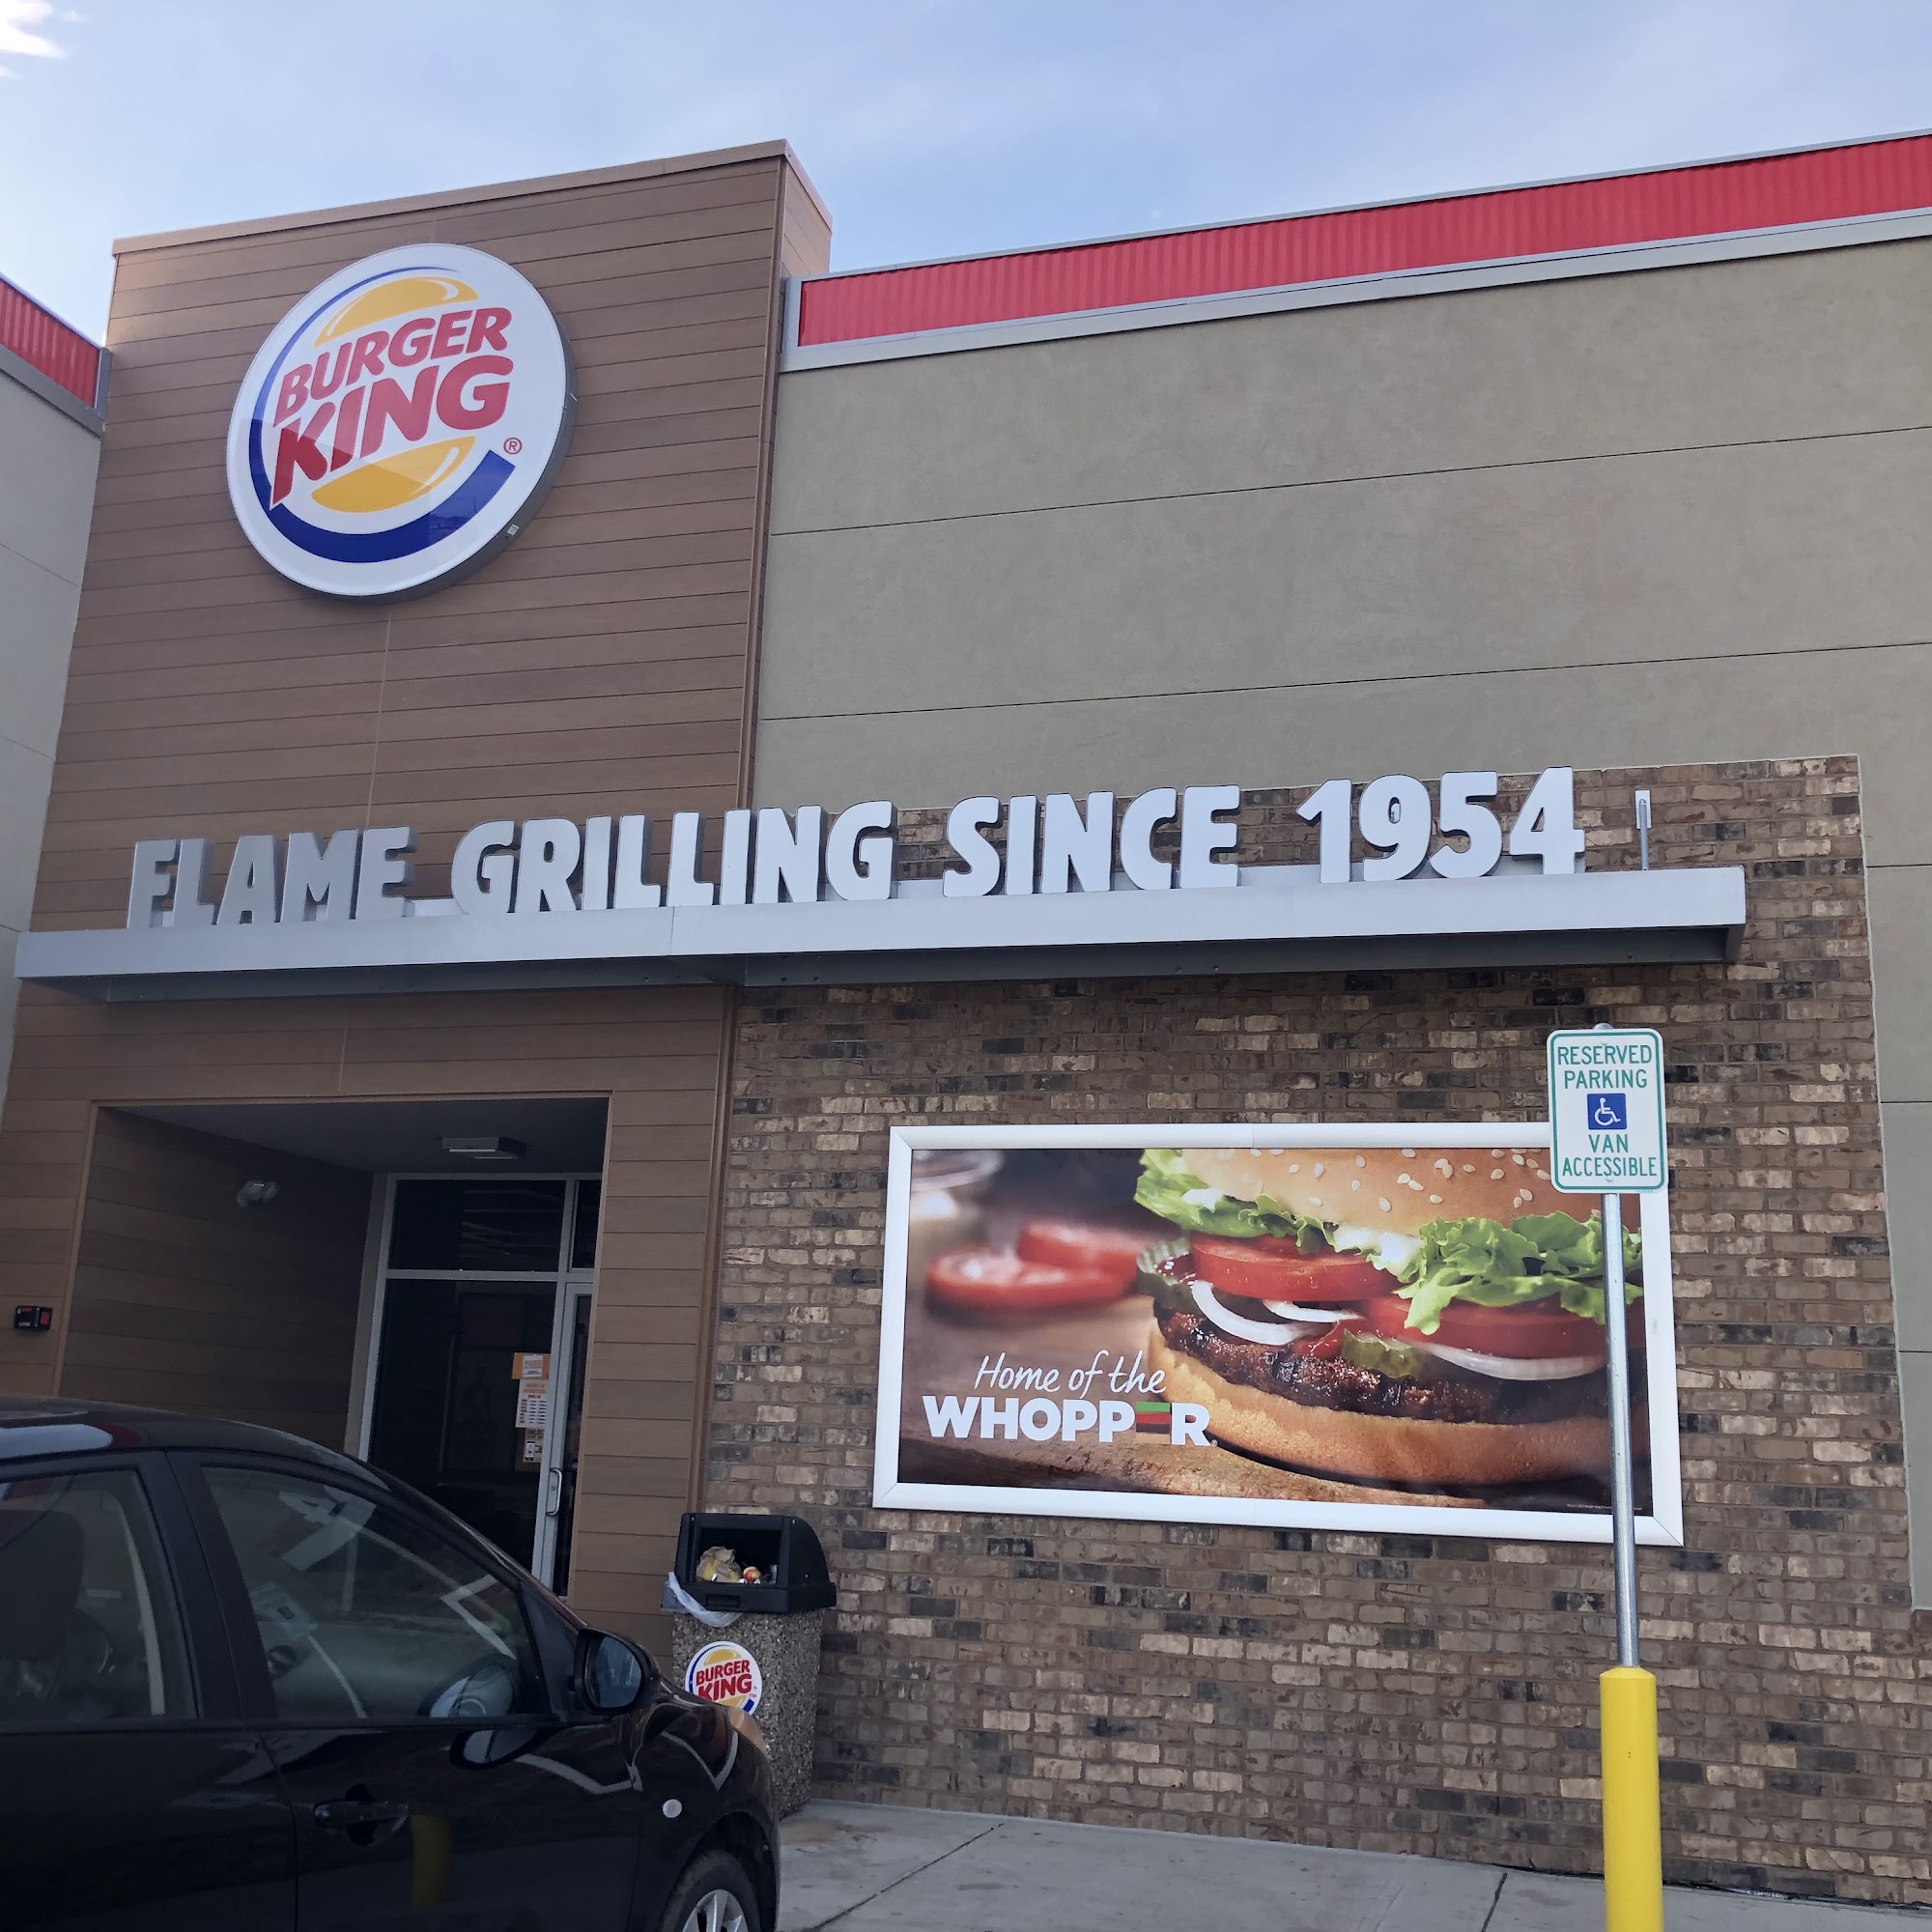 BURGER
KING
®
FLAME GRILLING SINCE 1954
RESERVED
PARKING
VAN
ACCESSIBLE
Home of the
WHOPPER
BURGER
KING